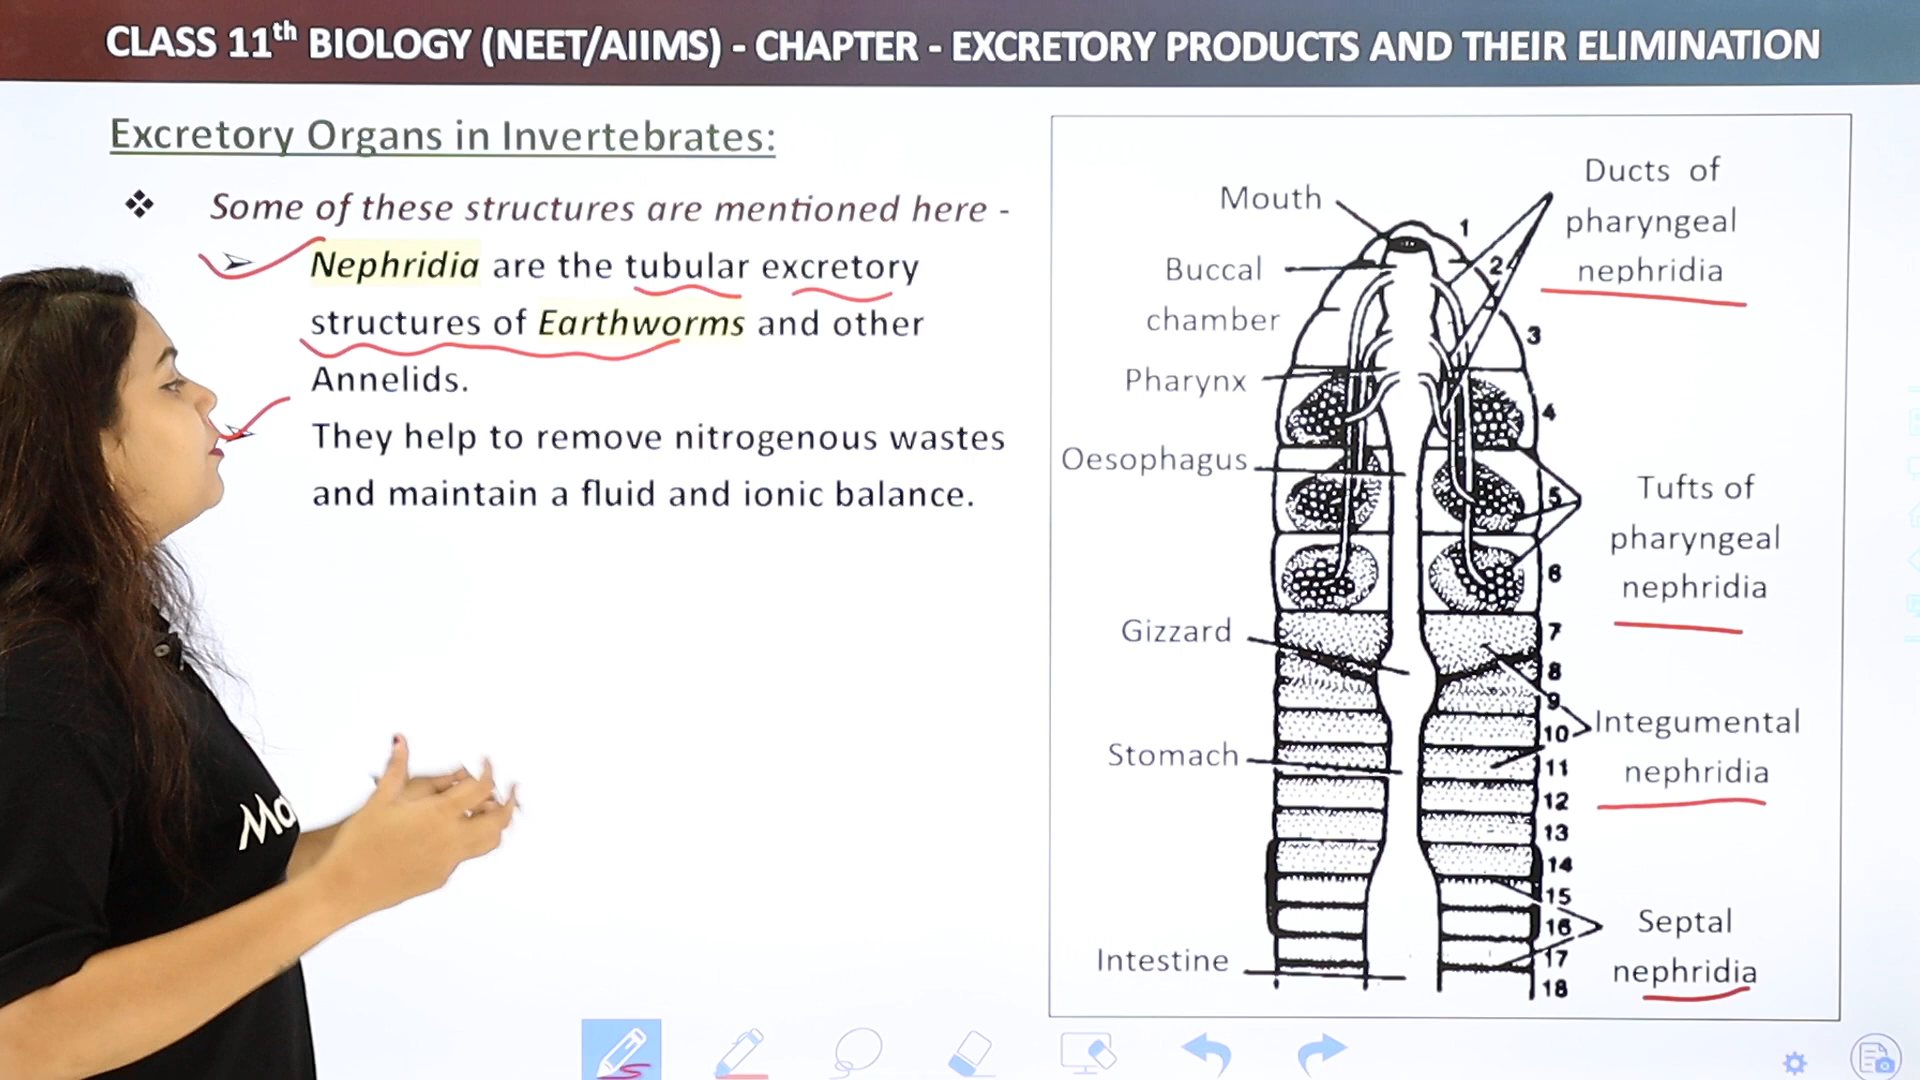 CLASS 11th BIOLOGY (NEET/AIIMS) - CHAPTER - EXCRETORY PRODUCTS AND THEIR ELIMINATION
Excretory Organs in Invertebrates:
Some of these structures are mentioned here -
Nephridia are the tubular excretory
structures of Earthworms and other
Annelids.
They help to remove nitrogenous wastes
and maintain a fluid and ionic balance.
Mouth
Buccal
chamber
Pharynx
Oesophagus
Gizzard
Stomach
Intestine
Ducts of
pharyngeal
nephridia
Tufts of
pharyngeal
nephridia
Integumental
nephridia
Septal
nephridia
1
2
3
4
5
6
7
8
9
10
11
12
13
14
15
16
17
18